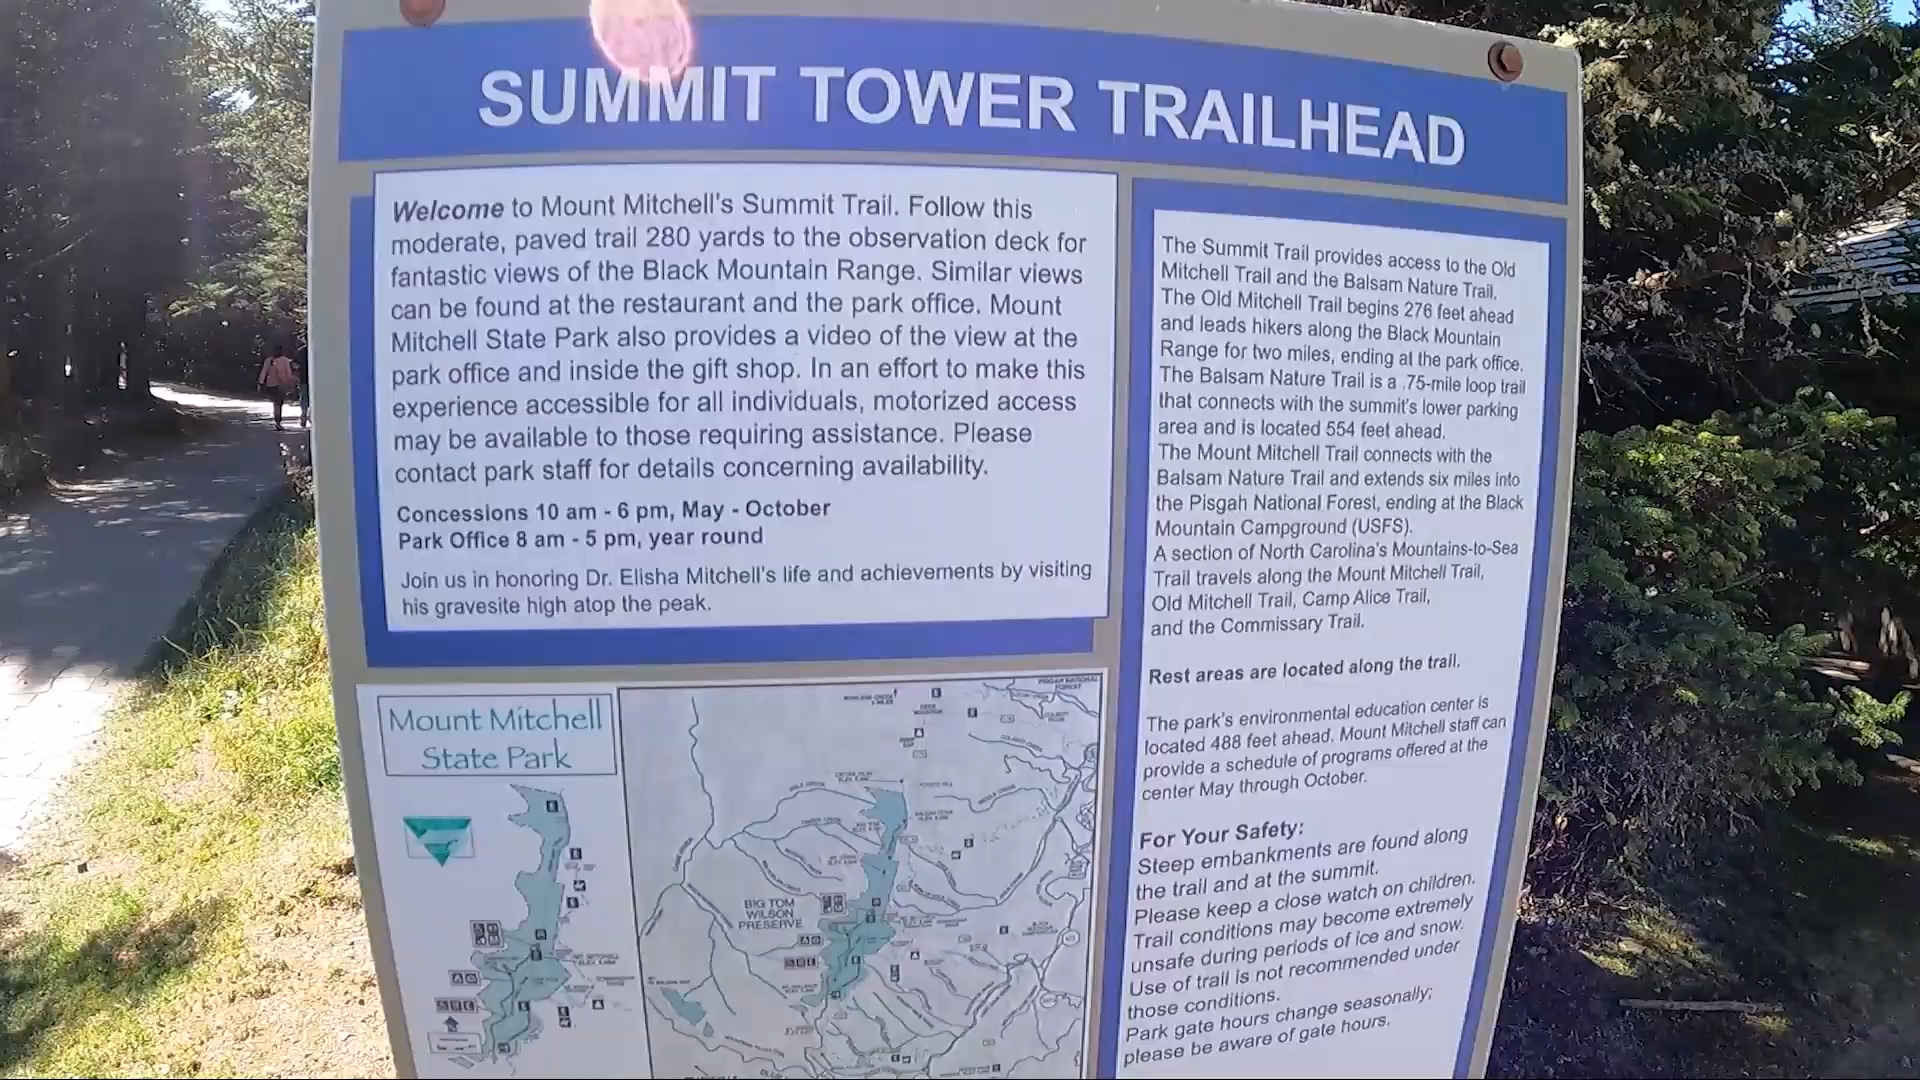 SUMMIT TOWER TRAILHEAD
Welcome to Mount Mitchell's Summit Trail. Follow this
moderate, paved trail 280 yards to the observation deck for
fantastic views of the Black Mountain Range. Similar views
can be found at the restaurant and the park office. Mount
Mitchell State Park also provides a video of the view at the
park office and inside the gift shop. In an effort to make this
experience accessible for all individuals, motorized access
may be available to those requiring assistance. Please
contact park staff for details concerning availability.
Concessions 10 am - 6 pm, May - October
Park Office 8 am - 5 pm, year round
Join us in honoring Dr. Elisha Mitchell's life and achievements by visiting
his gravesite high atop the peak.
The Summit Trail provides access to the Old
Mitchell Trail and the Balsam Nature Trail.
The Old Mitchell Trail begins 276 feet ahead
and leads hikers along the Black Mountain
Range for two miles, ending at the park office.
The Balsam Nature Trail is a .75-mile loop trail
that connects with the summit's lower parking
area and is located 554 feet ahead.
The Mount Mitchell Trail connects with the
Balsam Nature Trail and extends six miles into
the Pisgah National Forest, ending at the Black
Mountain Campground (USFS).
A section of North Carolina's Mountains-to-Sea
Trail travels along the Mount Mitchell Trail,
Old Mitchell Trail, Camp Alice Trail,
and the Commissary Trail.
Rest areas are located along the trail.
The park's environmental education center is
located 488 feet ahead. Mount Mitchell staff can
provide a schedule of programs offered at the
center May through October.
For Your Safety:
Steep embankments are found along
the trail and at the summit.
Please keep a close watch on children.
Trail conditions may become extremely
unsafe during periods of ice and snow.
Use of trail is not recommended under
those conditions.
Park gate hours change seasonally;
please be aware of gate hours.
Mount Mitchell
State Park
PISGAH NATIONAL
FOREST
BIG TOM
WILSON
PRESERVE